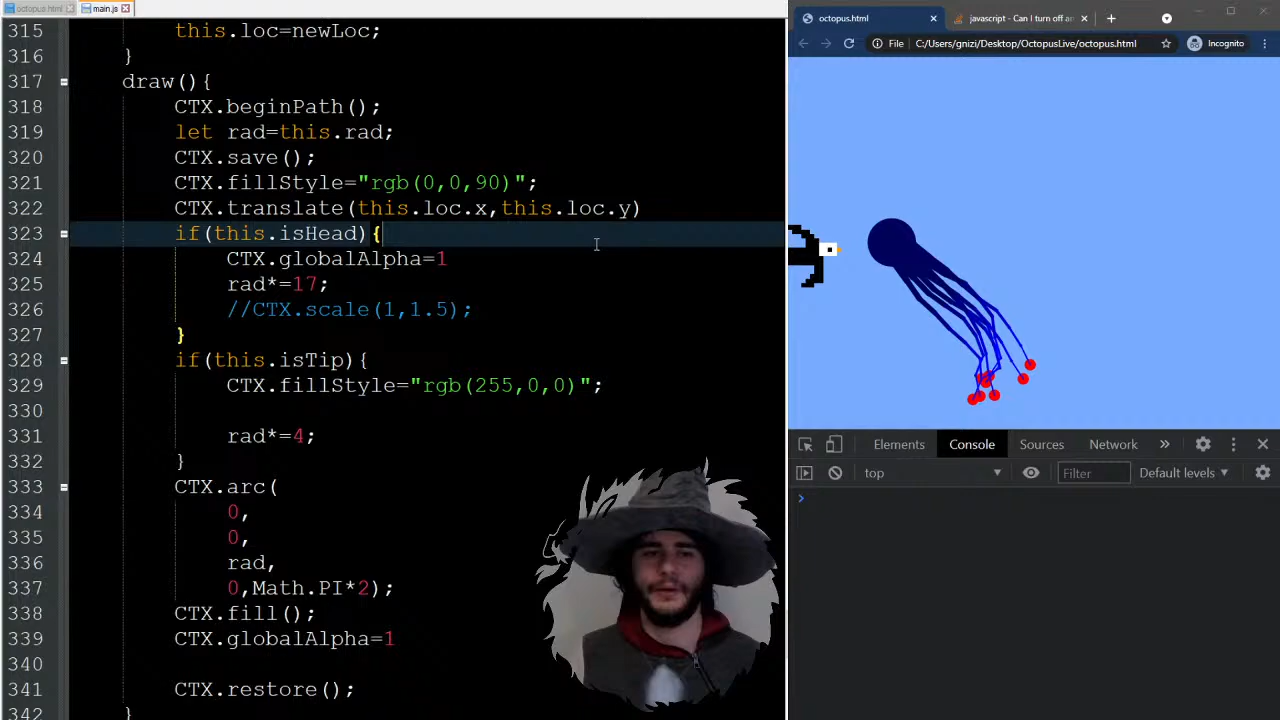 octopus.html
main.js
315 this.loc=newLoc;
316 }
317 draw(){
318 CTX.beginPath();
319 let rad=this.rad;
320 CTX.save();
321 CTX.fillStyle="rgb(0,0,90)";
322 CTX.translate(this.loc.x,this.loc.y)
323 if(this.isHead){
324 CTX.globalAlpha=1
325 rad*=17;
326 //CTX.scale(1,1.5);
327 }
328 if(this.isTip){
329 CTX.fillStyle="rgb(255,0,0)";
330
331 rad*=4;
332 }
333 CTX.arc(
334 0,
335 0,
336 rad,
337 0,Math.PI*2);
338 CTX.fill();
339 CTX.globalAlpha=1
340
341 CTX.restore();
342 }
octopus.html
javascript - Can I turn off an
File C:/Users/gnizi/Desktop/OctopusLive/octopus.html Incognito
Elements Console Sources Network
top Filter Default levels